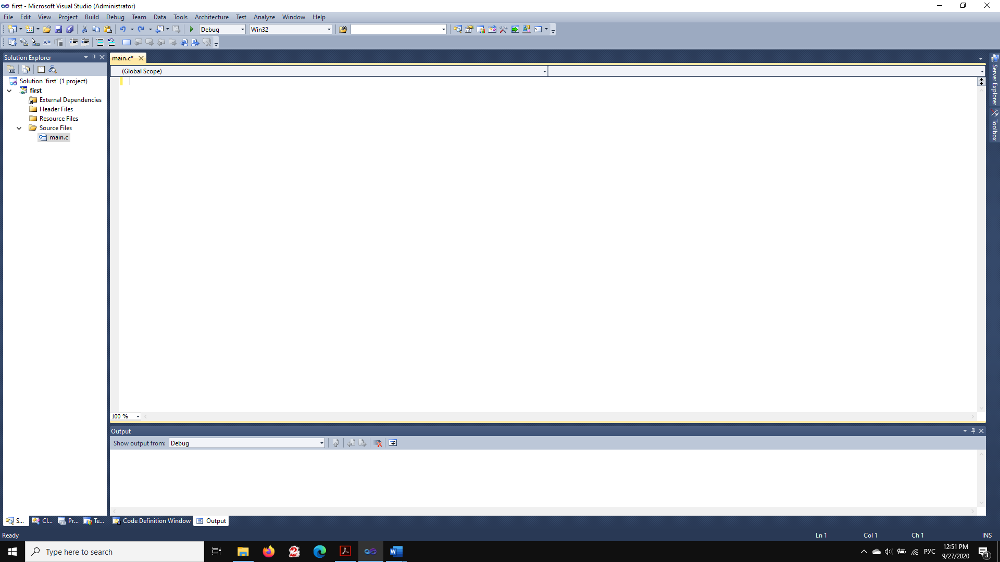 first - Microsoft Visual Studio (Administrator)
File Edit View Project Build Debug Team Data Tools Architecture Test Analyze Window Help
Debug Win32
Solution Explorer
main.c*
(Global Scope)
Solution 'first' (1 project)
first
External Dependencies
Header Files
Resource Files
Source Files
main.c
Server Explorer
Toolbox
100 %
Output
Show output from: Debug
S... Cl... Pr... Te... Code Definition Window Output
Ready Ln 1 Col 1 Ch 1 INS
Type here to search
РУС
12:51 PM
9/27/2020
3